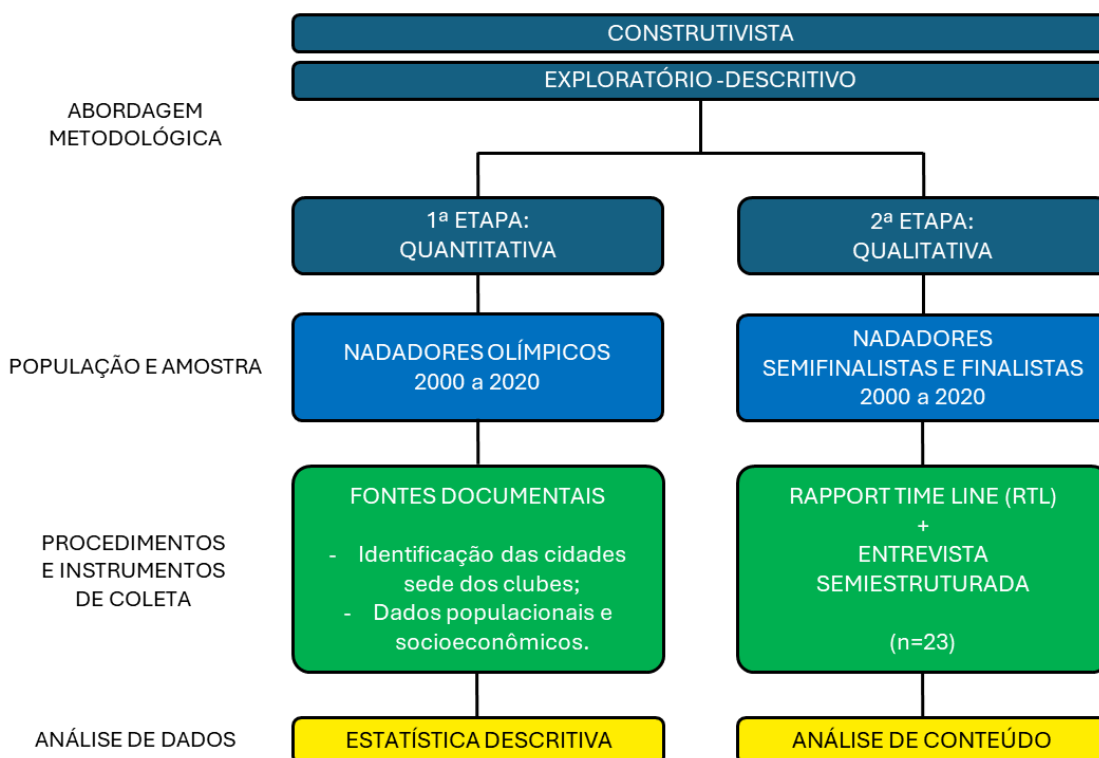 CONSTRUTIVISTA
EXPLORATÓRIO -DESCRITIVO
ABORDAGEM
METODOLÓGICA
1ª ETAPA:
QUANTITATIVA
2ª ETAPA:
QUALITATIVA
POPULAÇÃO E AMOSTRA
NADADORES OLÍMPICOS
2000 a 2020
NADADORES
SEMIFINALISTAS E FINALISTAS
2000 a 2020
PROCEDIMENTOS
E INSTRUMENTOS
DE COLETA
FONTES DOCUMENTAIS
- Identificação das cidades
sede dos clubes;
- Dados populacionais e
socioeconômicos.
RAPPORT TIME LINE (RTL)
+
ENTREVISTA
SEMIESTRUTURADA
(n=23)
ANÁLISE DE DADOS
ESTATÍSTICA DESCRITIVA
ANÁLISE DE CONTEÚDO